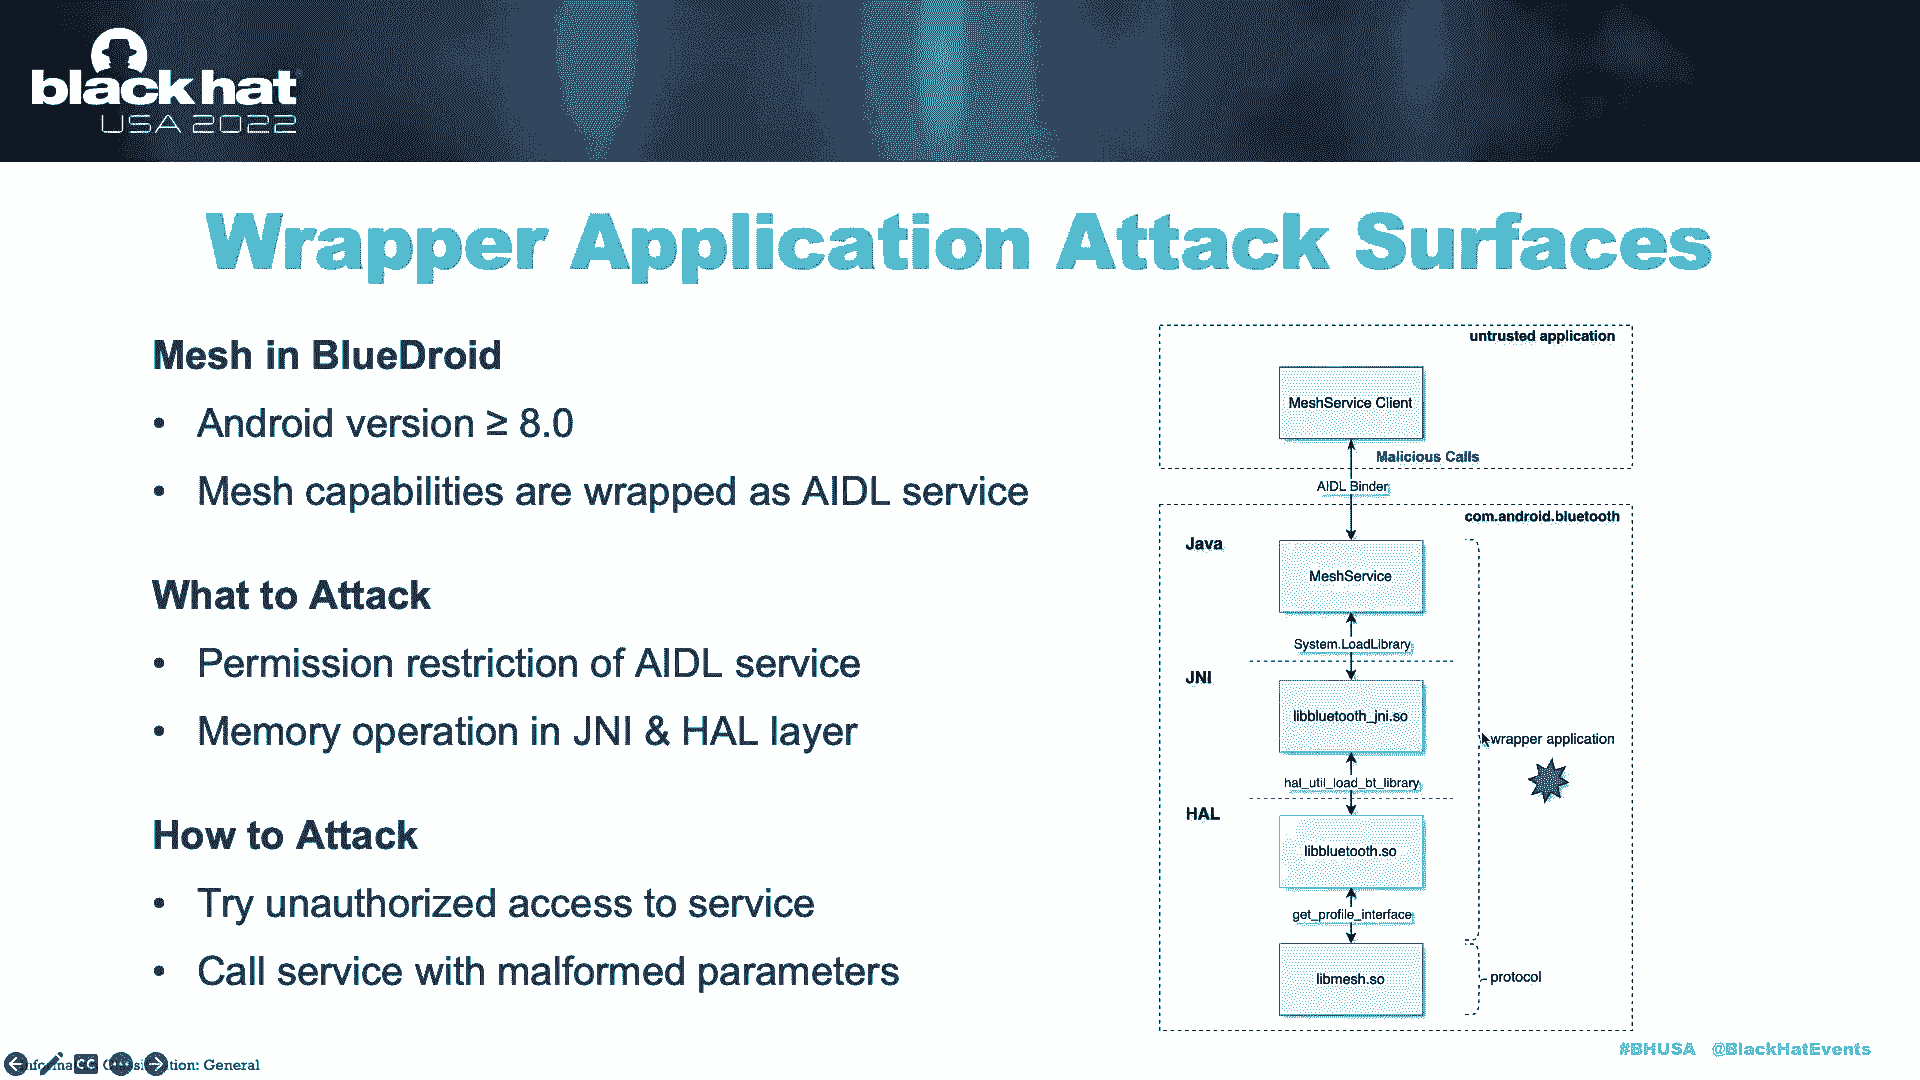 black hat
USA 2022
Wrapper Application Attack Surfaces
Mesh in BlueDroid
• Android version ≥ 8.0
• Mesh capabilities are wrapped as AIDL service
What to Attack
• Permission restriction of AIDL service
• Memory operation in JNI & HAL layer
How to Attack
• Try unauthorized access to service
• Call service with malformed parameters
untrusted application
MeshService Client
Malicious Calls
AIDL Binder
com.android.bluetooth
Java
MeshService
System.LoadLibrary
JNI
libbluetooth_jni.so
wrapper application
hal_util_load_bt_library
HAL
libbluetooth.so
get_profile_interface
libmesh.so
protocol
#BHUSA @BlackHatEvents
CC
General